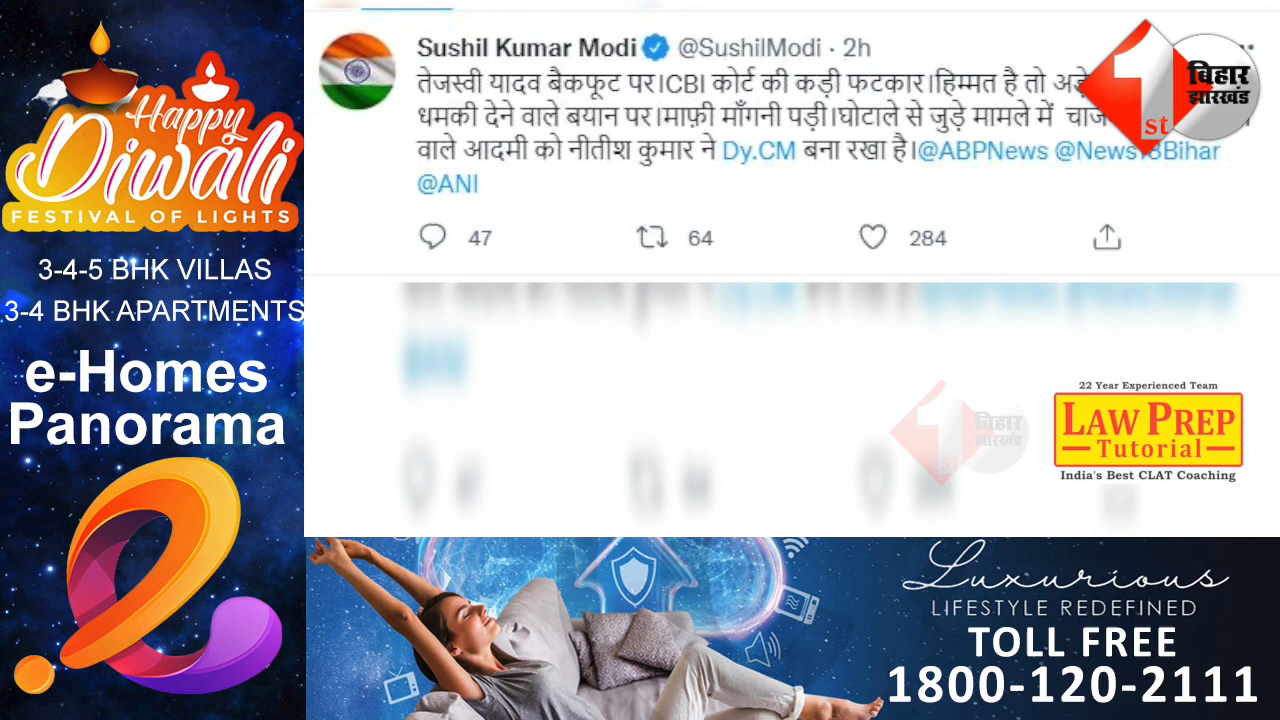 Happy
Diwali
FESTIVAL OF LIGHTS
3-4-5 BHK VILLAS
3-4 BHK APARTMENTS
e-Homes
Panorama
Sushil Kumar Modi @SushilModi · 2h
तेजस्वी यादव बैकफूट पर।CBI कोर्ट की कड़ी फटकार।हिम्मत है तो
धमकी देने वाले बयान पर।माफ़ी माँगनी पड़ी।घोटाले से जुड़े मामले में
वाले आदमी को नीतीश कुमार ने Dy.CM बना रखा है।@ABPNews @News18Bihar
@ANI
47 64 284
1st
बिहार
झारखंड
1st
बिहार
झारखंड
22 Year Experienced Team
LAW PREP
Tutorial
India's Best CLAT Coaching
Luxurious
LIFESTYLE REDEFINED
TOLL FREE
1800-120-2111